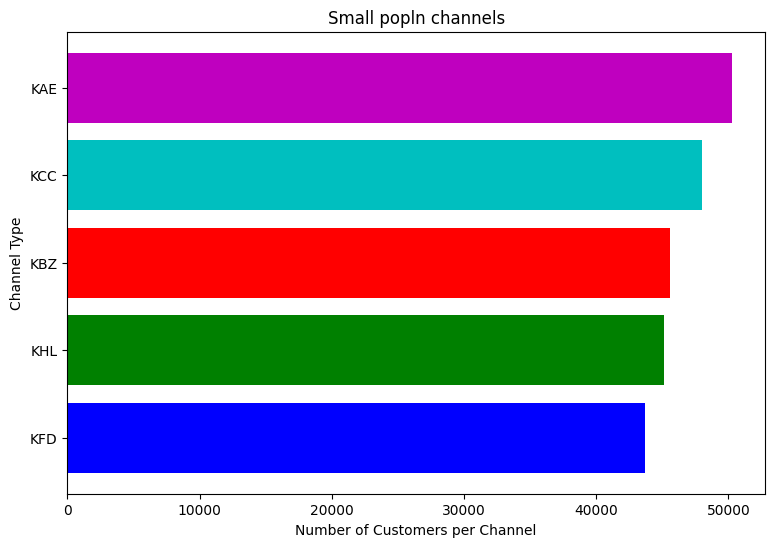 Small popln channels
KAE
KCC
KBZ
KHL
KFD
Channel Type
0 10000 20000 30000 40000 50000
Number of Customers per Channel